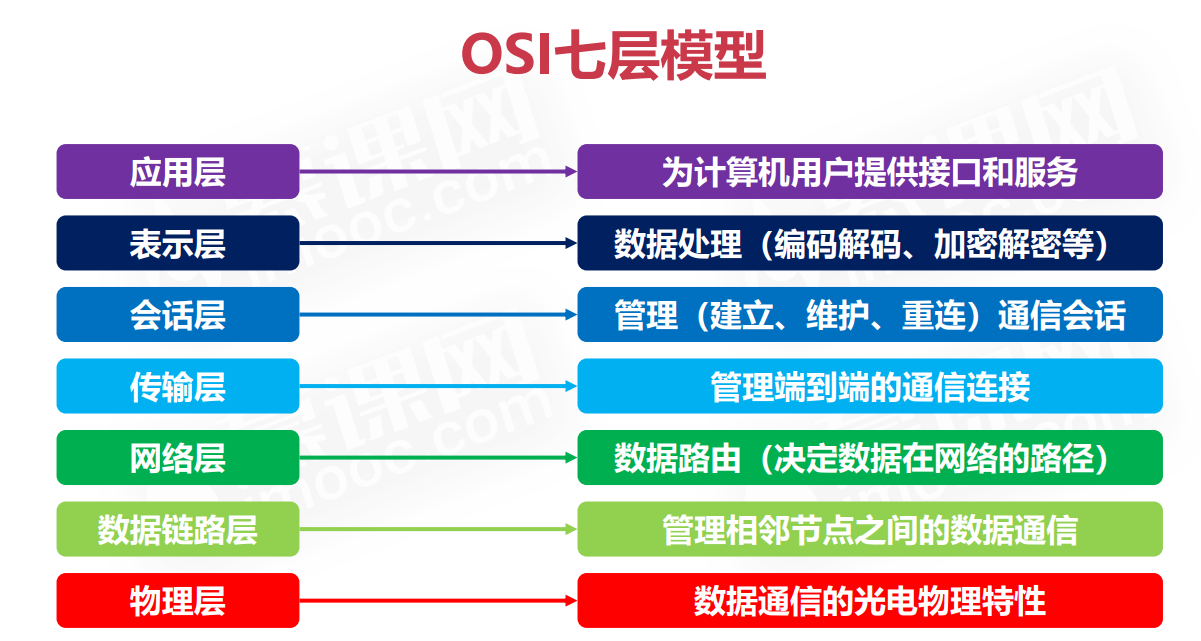 OSI七层模型
应用层
为计算机用户提供接口和服务
表示层
数据处理（编码解码、加密解密等）
会话层
管理（建立、维护、重连）通信会话
传输层
管理端到端的通信连接
网络层
数据路由（决定数据在网络的路径）
数据链路层
管理相邻节点之间的数据通信
物理层
数据通信的光电物理特性